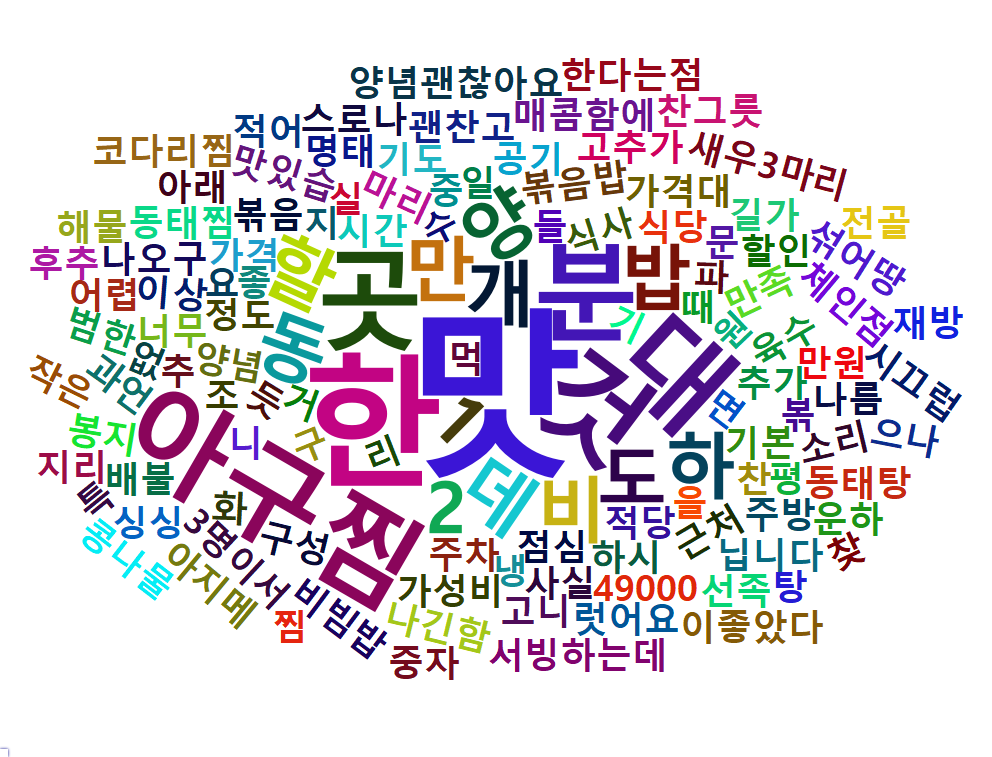 양념괜찮아요
한다는점
적어
스로나
괜찬고
매콤함에
찬그릇
코다리찜
맛있습
명태
기도
공기
고추가
새우3마리
아래
실
마리
중
일
볶음밥
가격대
해물
동태찜
볶음
지
시간
수
양
들
식사
식당
문
할인
길가
전골
섞어땅
후추
나오구
가격
요
좋
할
곳
만
개
분
밥
파
때
만족
원
체인점
어렵
이상
정도
동
기
육수
재방
범한
너무
없
추
양념
한
맛
먹
것
대
추가
만원
시끄럽
작은
과언
조
듯
거
1
면
볶
나름
봉지
니
구
리
아구찜
하
기본
소리
으나
지리
배불
2
데
비
도
을
찬
평
동태탕
특
싱싱
화
구성
적당
근처
주방
운하
찾
콩나물
3명이서
주차
냉
점심
하시
닙니다
아지메
비빔밥
가성비
사실
49000
선족
탕
찜
나긴함
고니
럿어요
이좋았다
중자
서빙하는데